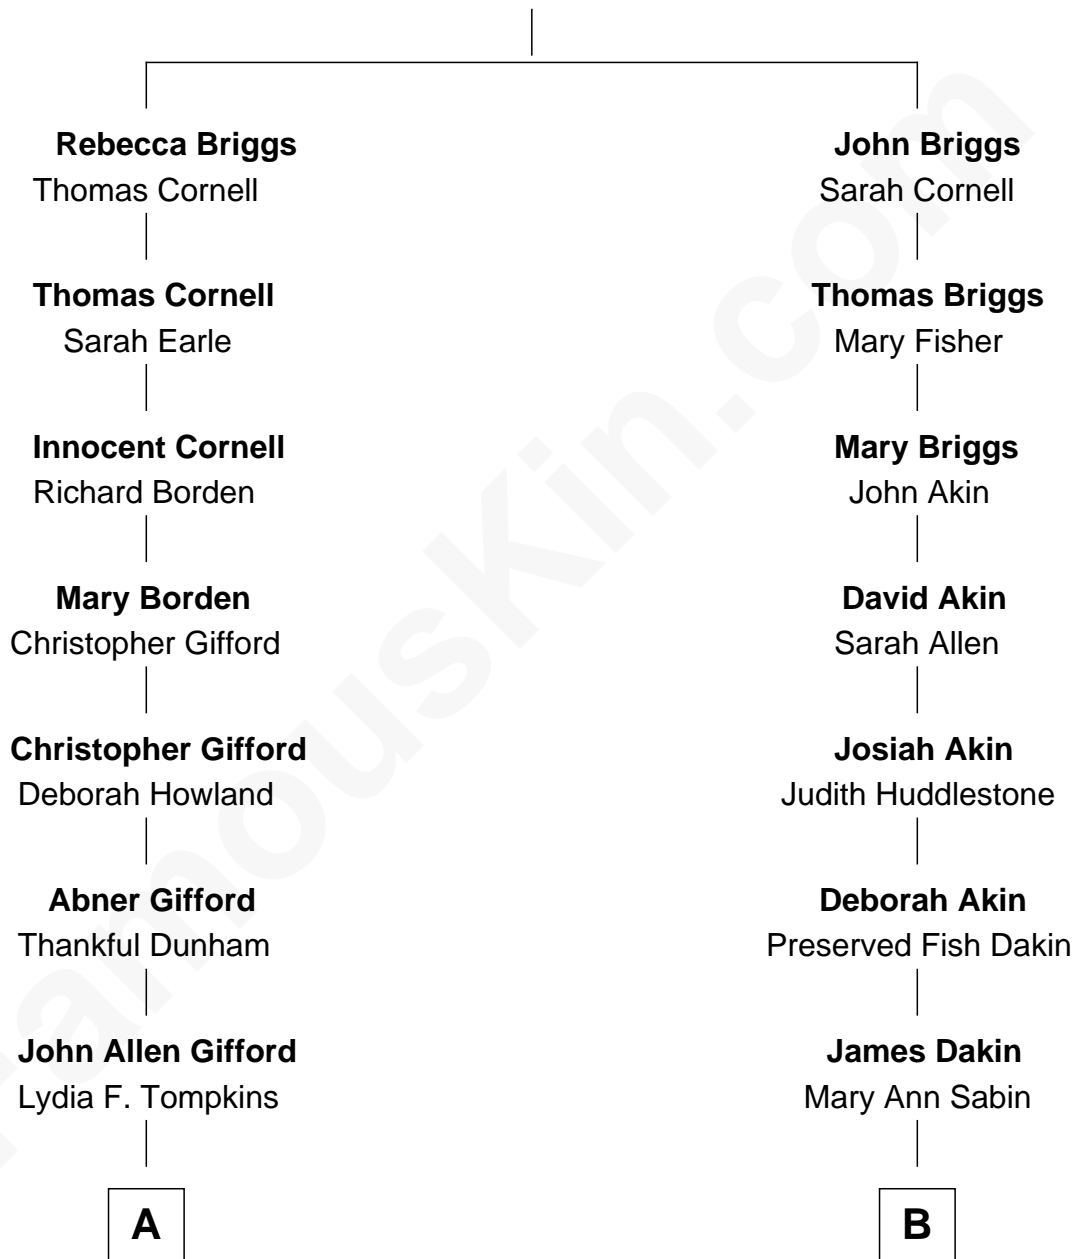 Rebecca Briggs
Thomas Cornell
Thomas Cornell
Sarah Earle
Innocent Cornell
Richard Borden
Mary Borden
Christopher Gifford
Christopher Gifford
Deborah Howland
Abner Gifford
Thankful Dunham
John Allen Gifford
Lydia F. Tompkins
A
John Briggs
Sarah Cornell
Thomas Briggs
Mary Fisher
Mary Briggs
John Akin
David Akin
Sarah Allen
Josiah Akin
Judith Huddlestone
Deborah Akin
Preserved Fish Dakin
James Dakin
Mary Ann Sabin
B
FamousKin.com